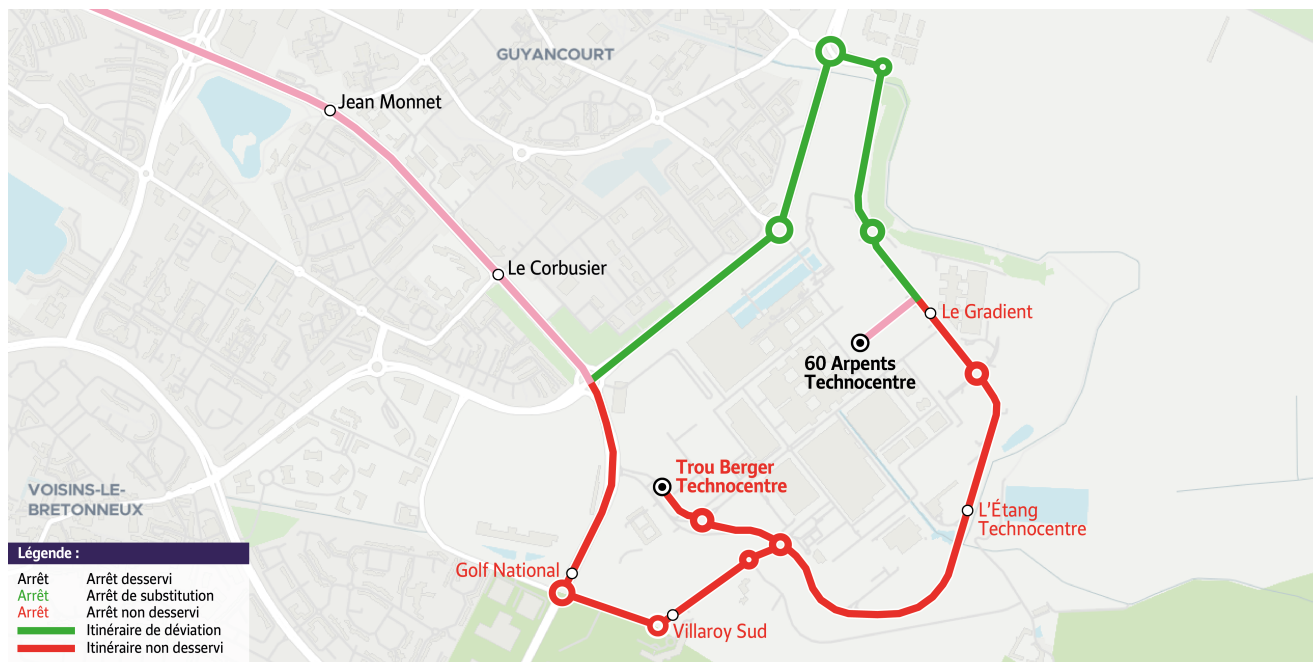 GUYANCOURT
Jean Monnet
Le Corbusier
Le Gradient
60 Arpents
Technocentre
Trou Berger
Technocentre
VOISINS-LE-
BRETONNEUX
L'Étang
Technocentre
Golf National
Villaroy Sud
Légende :
Arrêt Arrêt desservi
Arrêt Arrêt de substitution
Arrêt Arrêt non desservi
Itinéraire de déviation
Itinéraire non desservi